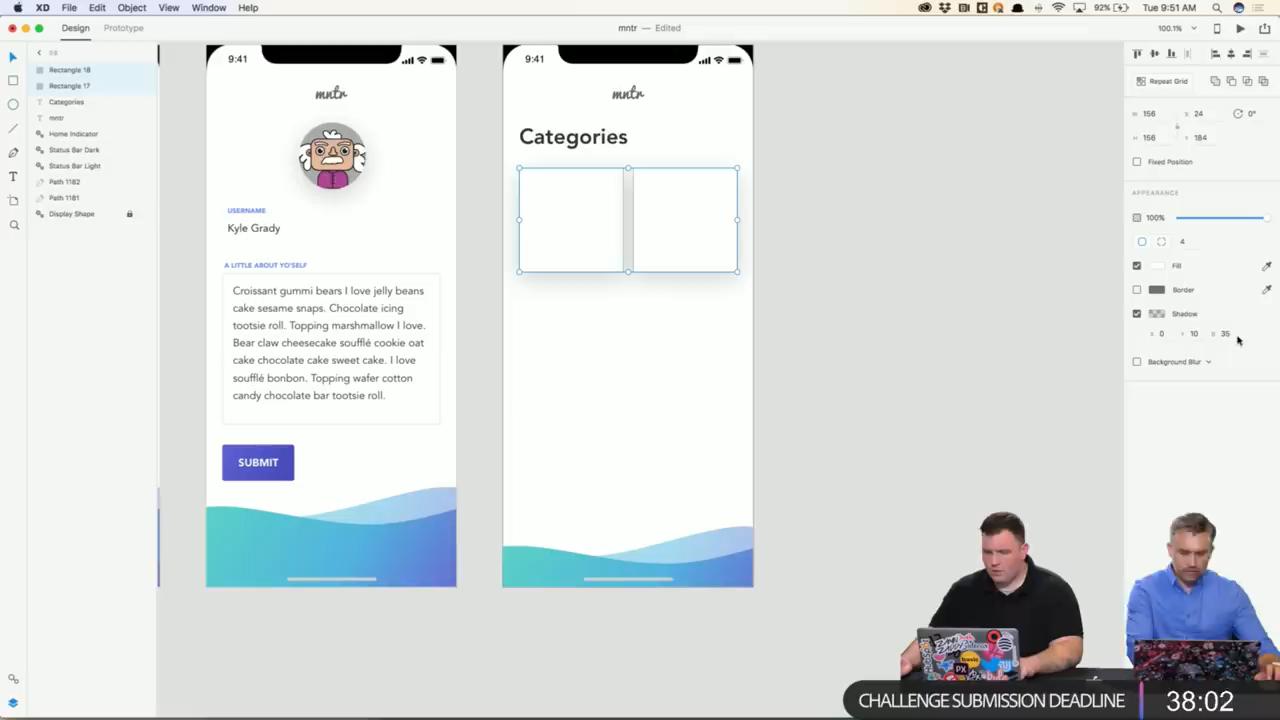 XD File Edit Object View Window Help
92% Tue 9:51 AM
Design Prototype
mntr — Edited
100.1%
Rectangle 18
Rectangle 17
Categories
mntr
Home Indicator
Status Bar Dark
Status Bar Light
Path 1182
Path 1181
Display Shape
9:41
mntr
USERNAME
Kyle Grady
A LITTLE ABOUT YO'SELF
Croissant gummi bears I love jelly beans
cake sesame snaps. Chocolate icing
tootsie roll. Topping marshmallow I love.
Bear claw cheesecake soufflé cookie oat
cake chocolate cake sweet cake. I love
soufflé bonbon. Topping wafer cotton
candy chocolate bar tootsie roll.
SUBMIT
9:41
mntr
Categories
Repeat Grid
W 156 X 24 0°
H 156 Y 184
Fixed Position
APPEARANCE
100%
4
Fill
Border
Shadow
X 0 Y 10 B 35
Background Blur
CHALLENGE SUBMISSION DEADLINE 38:02